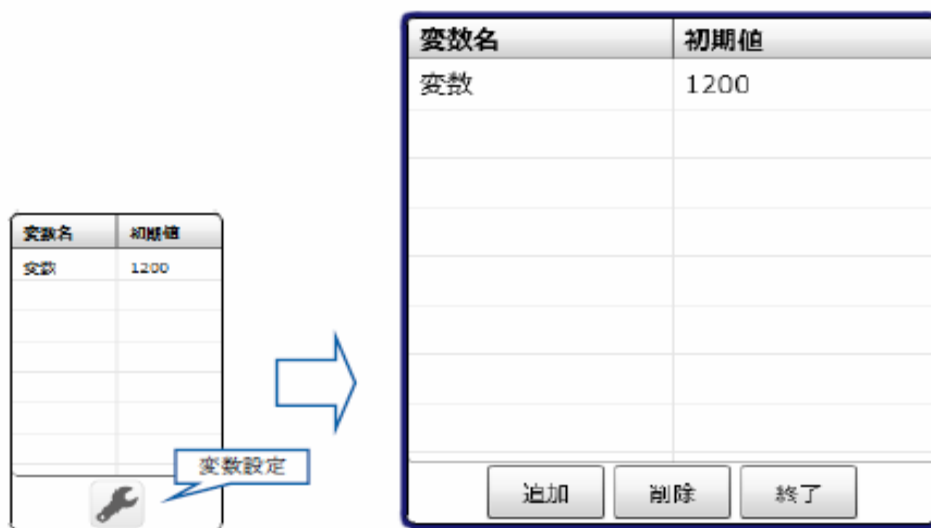 変数名 初期値
変数 1200
変数設定
変数名 初期値
変数 1200
追加 削除 終了